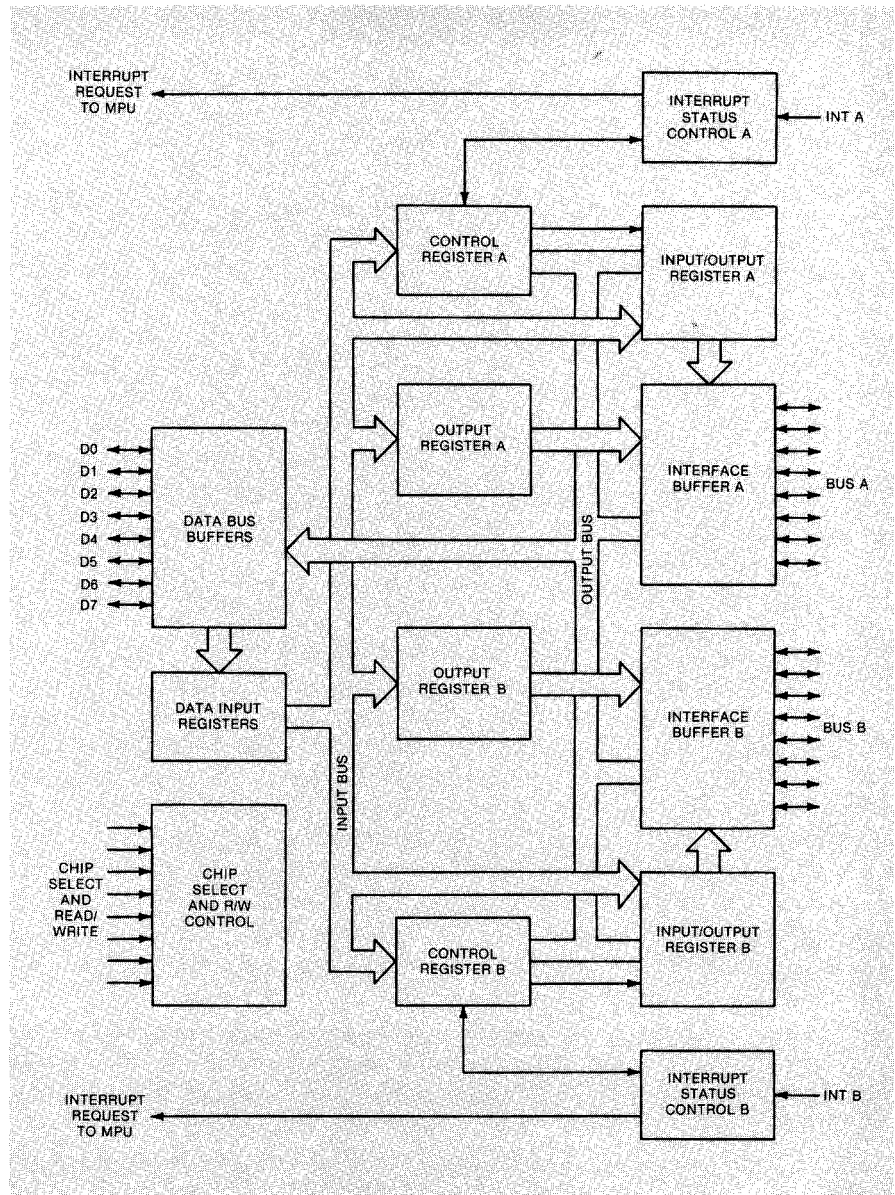 INTERRUPT
REQUEST
TO MPU
INTERRUPT
STATUS
CONTROL A
INT A
CONTROL
REGISTER A
INPUT/OUTPUT
REGISTER A
OUTPUT
REGISTER A
INTERFACE
BUFFER A
BUS A
D0
D1
D2
D3
D4
D5
D6
D7
DATA BUS
BUFFERS
OUTPUT BUS
DATA INPUT
REGISTERS
OUTPUT
REGISTER B
INTERFACE
BUFFER B
BUS B
INPUT BUS
CHIP
SELECT
AND
READ/
WRITE
CHIP
SELECT
AND R/W
CONTROL
CONTROL
REGISTER B
INPUT/OUTPUT
REGISTER B
INTERRUPT
REQUEST
TO MPU
INTERRUPT
STATUS
CONTROL B
INT B